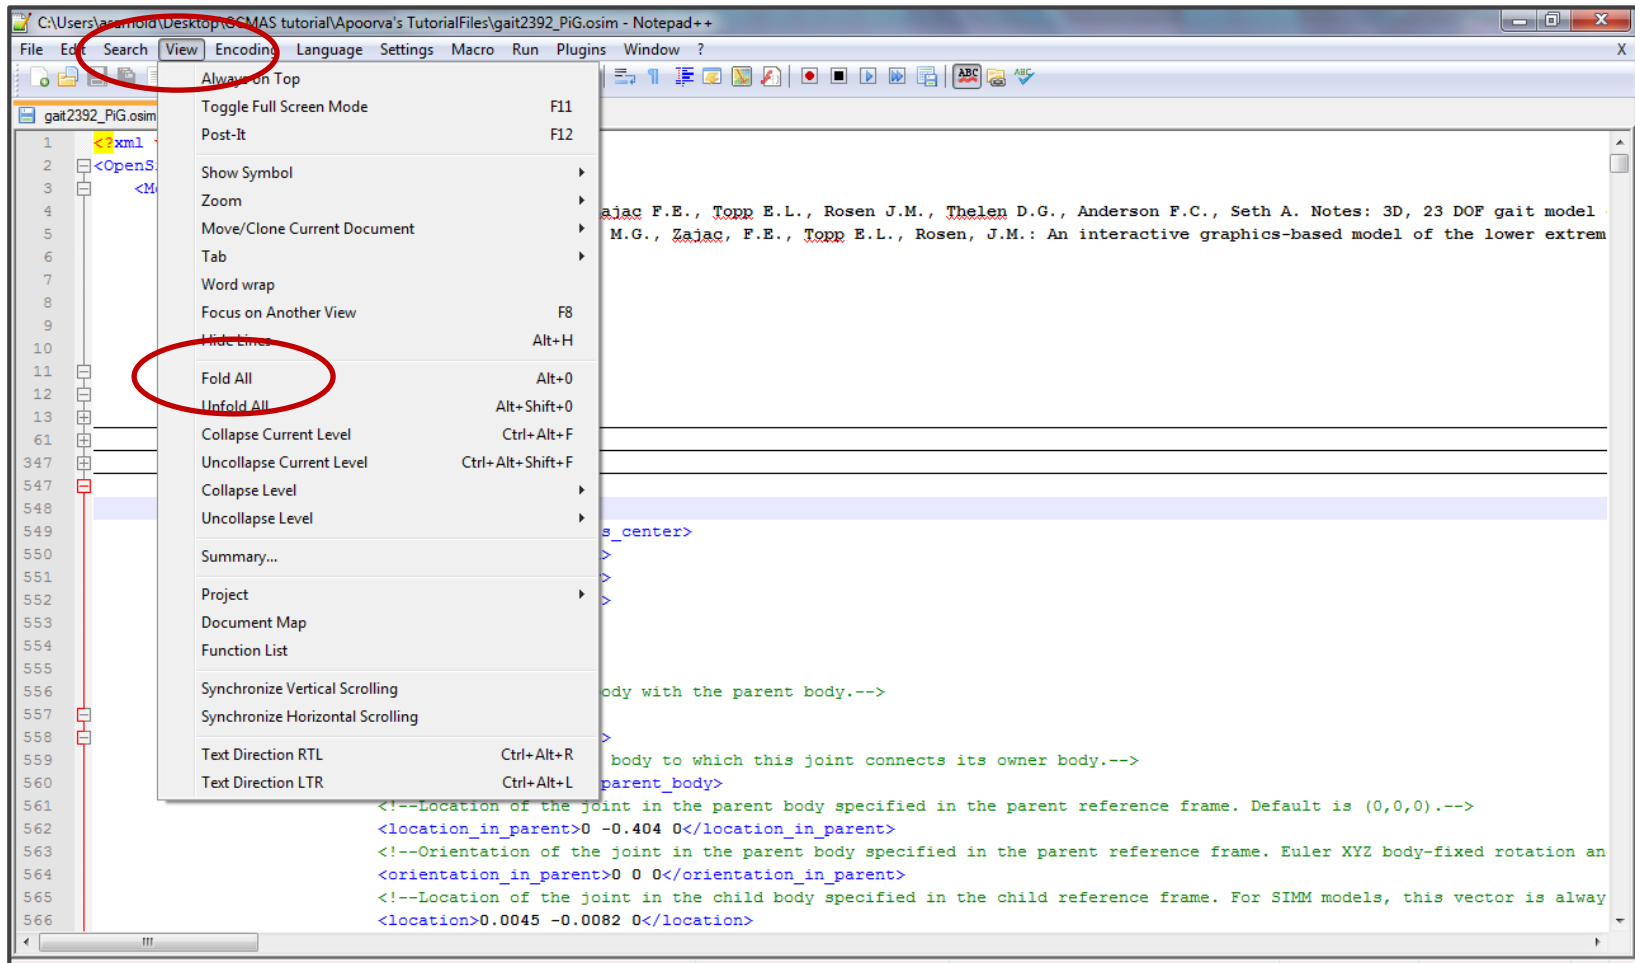 C:\Users\asarnold\Desktop\GCMAS tutorial\Apoorva's TutorialFiles\gait2392_PiG.osim - Notepad++
File Edit Search View Encoding Language Settings Macro Run Plugins Window ? X
ABC ABC
gait2392_PiG.osim
Always on Top
Toggle Full Screen Mode F11
Post-It F12
Show Symbol
Zoom
Move/Clone Current Document
Tab
Word wrap
Focus on Another View F8
Hide Lines Alt+H
Fold All Alt+0
Unfold All Alt+Shift+0
Collapse Current Level Ctrl+Alt+F
Uncollapse Current Level Ctrl+Alt+Shift+F
Collapse Level
Uncollapse Level
Summary...
Project
Document Map
Function List
Synchronize Vertical Scrolling
Synchronize Horizontal Scrolling
Text Direction RTL Ctrl+Alt+R
Text Direction LTR Ctrl+Alt+L
1 <?xml
2 <OpenS
3 <M
4 ajac F.E., Topp E.L., Rosen J.M., Thelen D.G., Anderson F.C., Seth A. Notes: 3D, 23 DOF gait model
5 M.G., Zajac, F.E., Topp E.L., Rosen, J.M.: An interactive graphics-based model of the lower extrem
6
7
8
9
10
11
12
13
61
347
547
548
549 s_center>
550 >
551 >
552 >
553
554
555
556 ody with the parent body.-->
557
558 >
559 body to which this joint connects its owner body.-->
560 parent_body>
561 <!--Location of the joint in the parent body specified in the parent reference frame. Default is (0,0,0).-->
562 <location_in_parent>0 -0.404 0</location_in_parent>
563 <!--Orientation of the joint in the parent body specified in the parent reference frame. Euler XYZ body-fixed rotation an
564 <orientation_in_parent>0 0 0</orientation_in_parent>
565 <!--Location of the joint in the child body specified in the child reference frame. For SIMM models, this vector is alway
566 <location>0.0045 -0.0082 0</location>